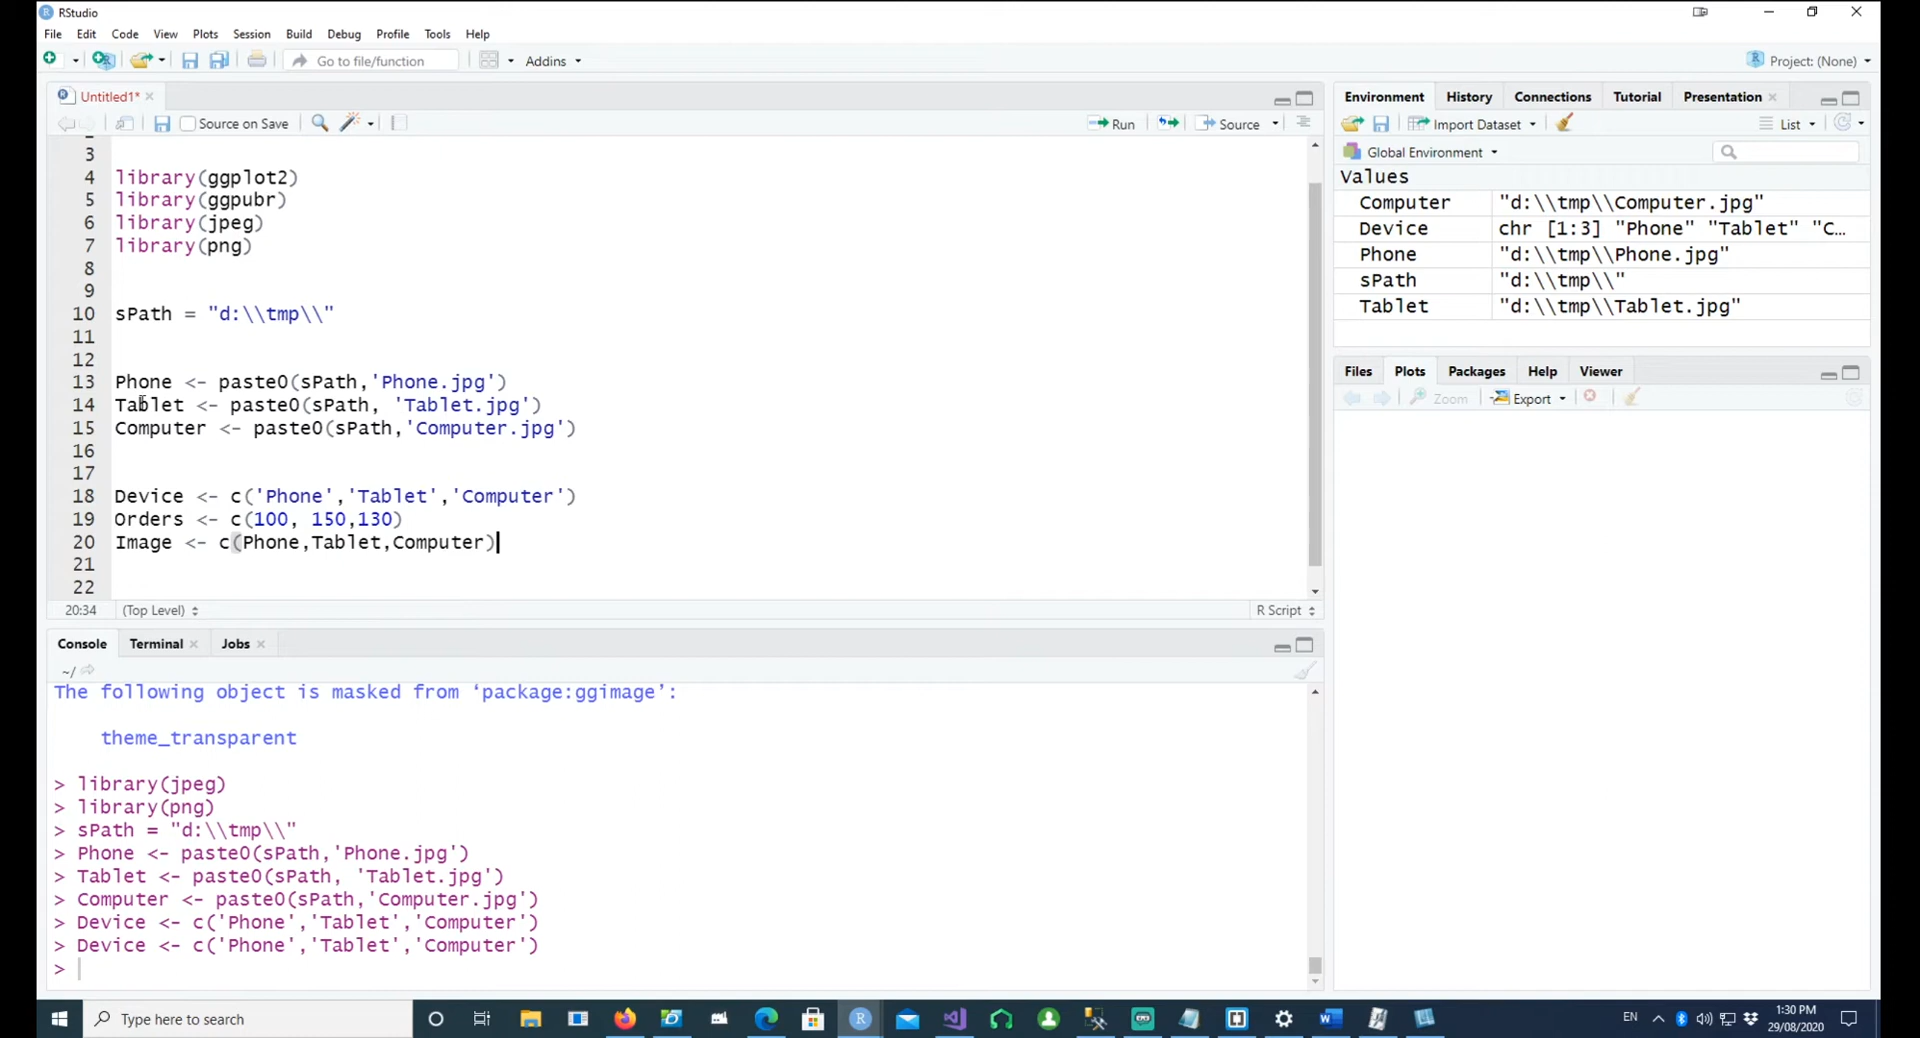 RStudio
File Edit Code View Plots Session Build Debug Profile Tools Help
Go to file/function Addins Project: (None)
Untitled1*
Source on Save Run Source
3
4 library(ggplot2)
5 library(ggpubr)
6 library(jpeg)
7 library(png)
8
9
10 sPath = "d:\\tmp\\"
11
12
13 Phone <- paste0(sPath,'Phone.jpg')
14 Tablet <- paste0(sPath, 'Tablet.jpg')
15 Computer <- paste0(sPath,'Computer.jpg')
16
17
18 Device <- c('Phone','Tablet','Computer')
19 Orders <- c(100, 150,130)
20 Image <- c(Phone,Tablet,Computer)
21
22
20:34 (Top Level) R Script
Console Terminal Jobs
~/
The following object is masked from ‘package:ggimage’:
theme_transparent
> library(jpeg)
> library(png)
> sPath = "d:\\tmp\\"
> Phone <- paste0(sPath,'Phone.jpg')
> Tablet <- paste0(sPath, 'Tablet.jpg')
> Computer <- paste0(sPath,'Computer.jpg')
> Device <- c('Phone','Tablet','Computer')
> Device <- c('Phone','Tablet','Computer')
>
Environment History Connections Tutorial Presentation
Import Dataset List
Global Environment
Values
Computer "d:\\tmp\\Computer.jpg"
Device chr [1:3] "Phone" "Tablet" "C…
Phone "d:\\tmp\\Phone.jpg"
sPath "d:\\tmp\\"
Tablet "d:\\tmp\\Tablet.jpg"
Files Plots Packages Help Viewer
Zoom Export
Type here to search
EN
1:30 PM
29/08/2020